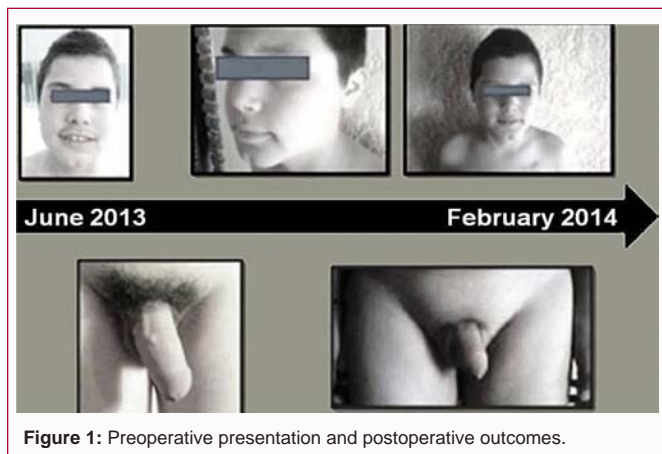 June 2013
February 2014
Figure 1: Preoperative presentation and postoperative outcomes.